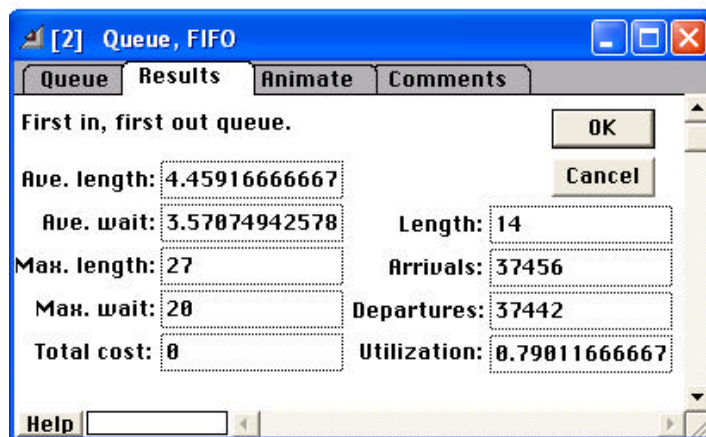 [2] Queue, FIFO
Queue Results Animate Comments
First in, first out queue.
OK
Cancel
Ave. length: 4.45916666667
Ave. wait: 3.57074942578
Length: 14
Max. length: 27
Arrivals: 37456
Max. wait: 20
Departures: 37442
Total cost: 0
Utilization: 0.79011666667
Help